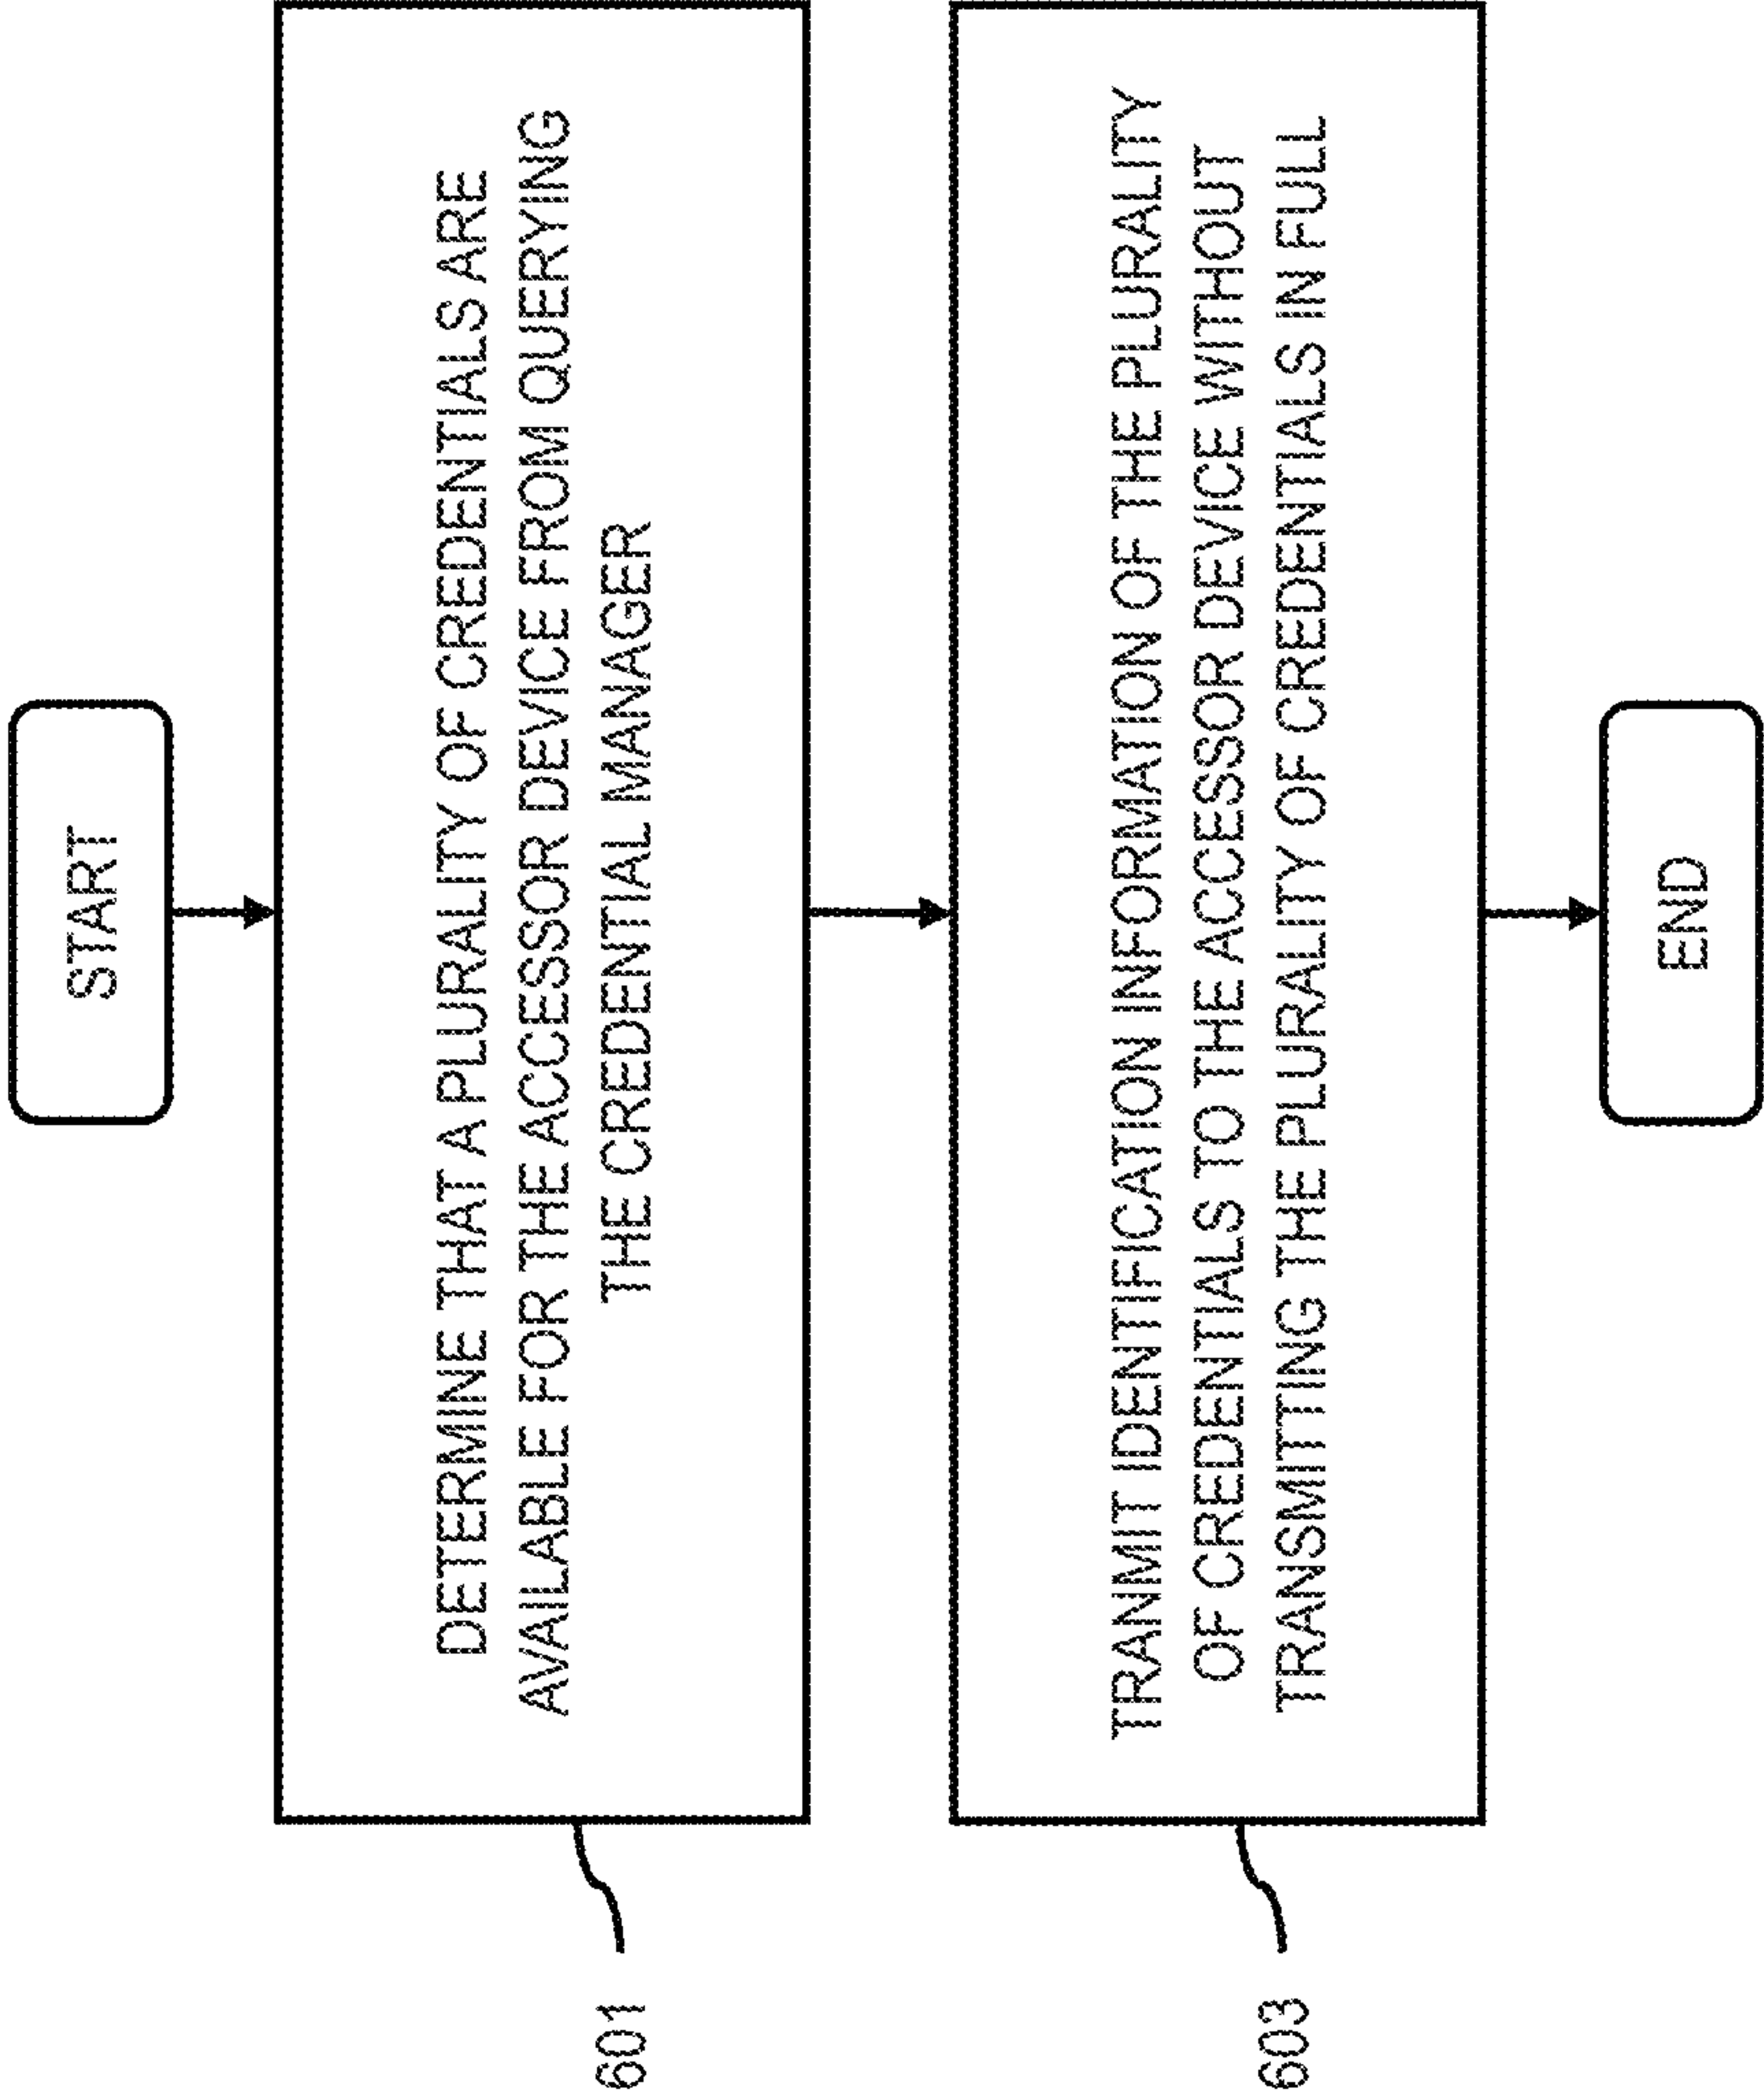 START
DETERMINE THAT A PLURALITY OF CREDENTIALS ARE
AVAILABLE FOR THE ACCESSOR DEVICE FROM QUERYING
THE CREDENTIAL MANAGER
601
TRANMIT IDENTIFICATION INFORMATION OF THE PLURALITY
OF CREDENTIALS TO THE ACCESSOR DEVICE WITHOUT
TRANSMITTING THE PLURALITY OF CREDENTIALS IN FULL
603
END